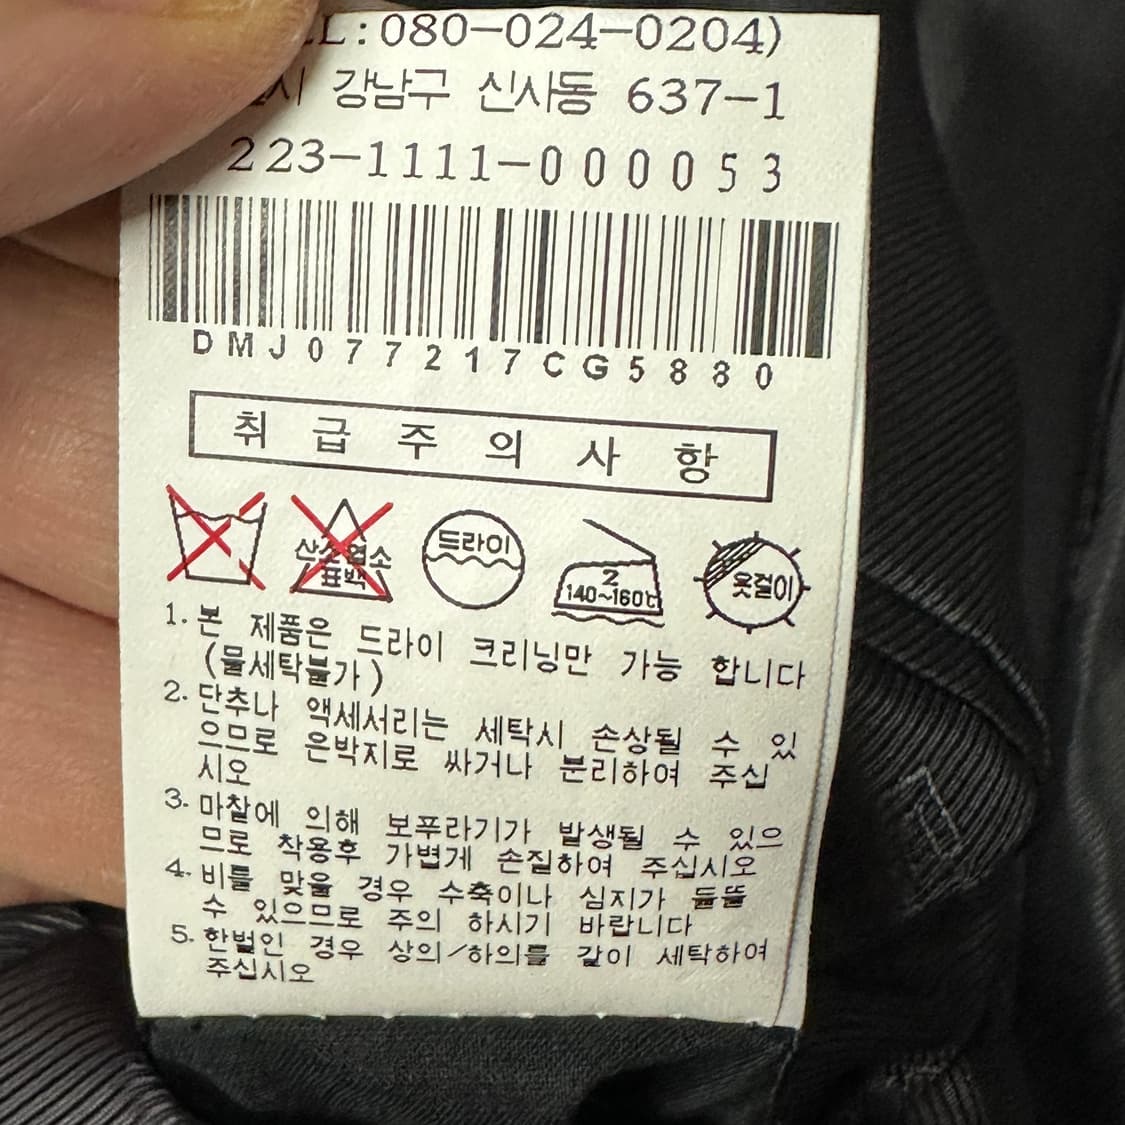 L:080-024-0204)
시 강남구 신사동 637-1
223-1111-000053
DMJ077217CG5880
취급주의사항
산소염소
표백
드라이
2
140~160℃
옷걸이
1. 본 제품은 드라이 크리닝만 가능 합니다
(물세탁불가)
2. 단추나 액세서리는 세탁시 손상될 수 있
으므로 은박지로 싸거나 분리하여 주십
시오
3. 마찰에 의해 보푸라기가 발생될 수 있으
므로 착용후 가볍게 손질하여 주십시오
4. 비를 맞을 경우 수축이나 심지가 들뜰
수 있으므로 주의 하시기 바랍니다
5. 한벌인 경우 상의/하의를 같이 세탁하여
주십시오